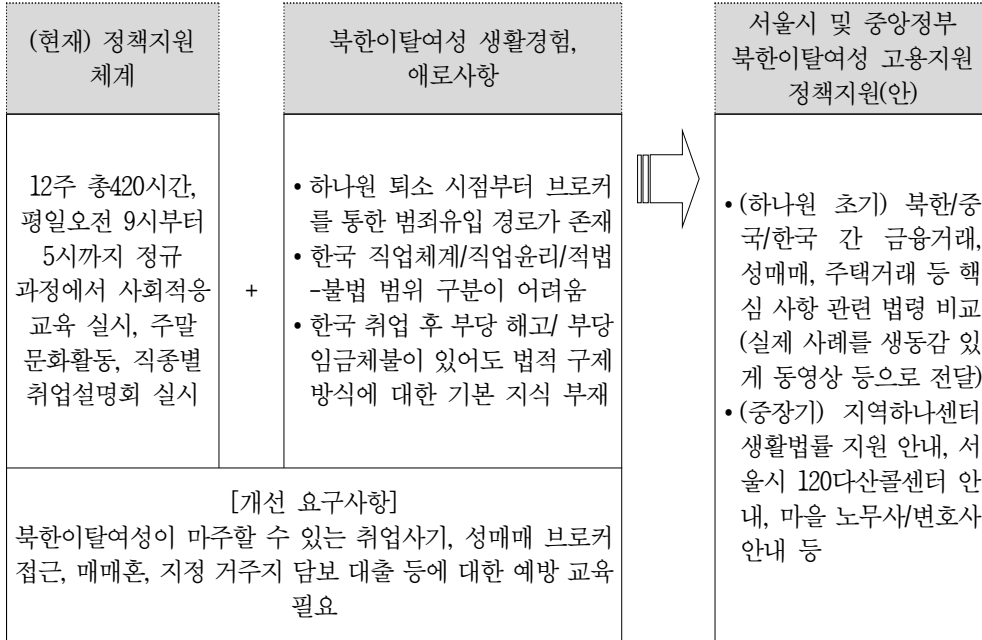 (현재) 정책지원
체계
북한이탈여성 생활경험,
애로사항
서울시 및 중앙정부
북한이탈여성 고용지원
정책지원(안)
12주 총420시간,
평일오전 9시부터
5시까지 정규
과정에서 사회적응
교육 실시, 주말
문화활동, 직종별
취업설명회 실시
+
• 하나원 퇴소 시점부터 브로커
를 통한 범죄유입 경로가 존재
• 한국 직업체계/직업윤리/적법
-불법 범위 구분이 어려움
• 한국 취업 후 부당 해고/ 부당
임금체불이 있어도 법적 구제
방식에 대한 기본 지식 부재
[개선 요구사항]
북한이탈여성이 마주할 수 있는 취업사기, 성매매 브로커
접근, 매매혼, 지정 거주지 담보 대출 등에 대한 예방 교육
필요
• (하나원 초기) 북한/중
국/한국 간 금융거래,
성매매, 주택거래 등 핵
심 사항 관련 법령 비교
(실제 사례를 생동감 있
게 동영상 등으로 전달)
• (중장기) 지역하나센터
생활법률 지원 안내, 서
울시 120다산콜센터 안
내, 마을 노무사/변호사
안내 등